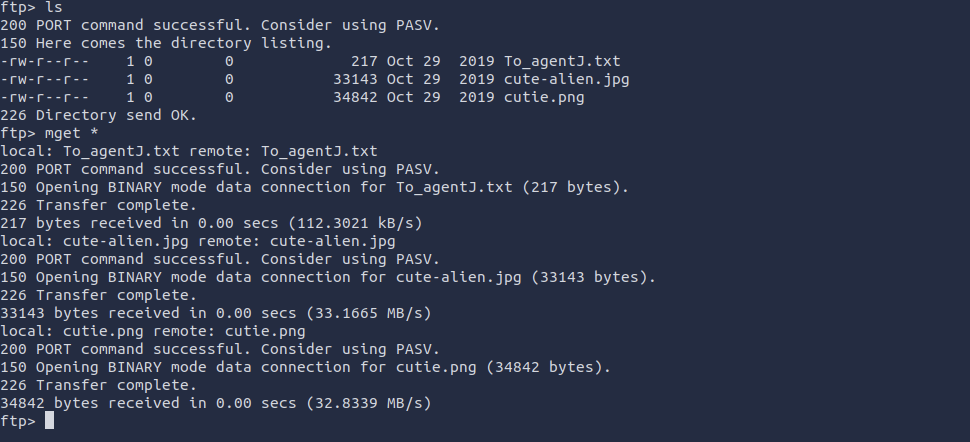 ftp> ls
200 PORT command successful. Consider using PASV.
150 Here comes the directory listing.
-rw-r--r--    1 0        0             217 Oct 29  2019 To_agentJ.txt
-rw-r--r--    1 0        0           33143 Oct 29  2019 cute-alien.jpg
-rw-r--r--    1 0        0           34842 Oct 29  2019 cutie.png
226 Directory send OK.
ftp> mget *
local: To_agentJ.txt remote: To_agentJ.txt
200 PORT command successful. Consider using PASV.
150 Opening BINARY mode data connection for To_agentJ.txt (217 bytes).
226 Transfer complete.
217 bytes received in 0.00 secs (112.3021 kB/s)
local: cute-alien.jpg remote: cute-alien.jpg
200 PORT command successful. Consider using PASV.
150 Opening BINARY mode data connection for cute-alien.jpg (33143 bytes).
226 Transfer complete.
33143 bytes received in 0.00 secs (33.1665 MB/s)
local: cutie.png remote: cutie.png
200 PORT command successful. Consider using PASV.
150 Opening BINARY mode data connection for cutie.png (34842 bytes).
226 Transfer complete.
34842 bytes received in 0.00 secs (32.8339 MB/s)
ftp>